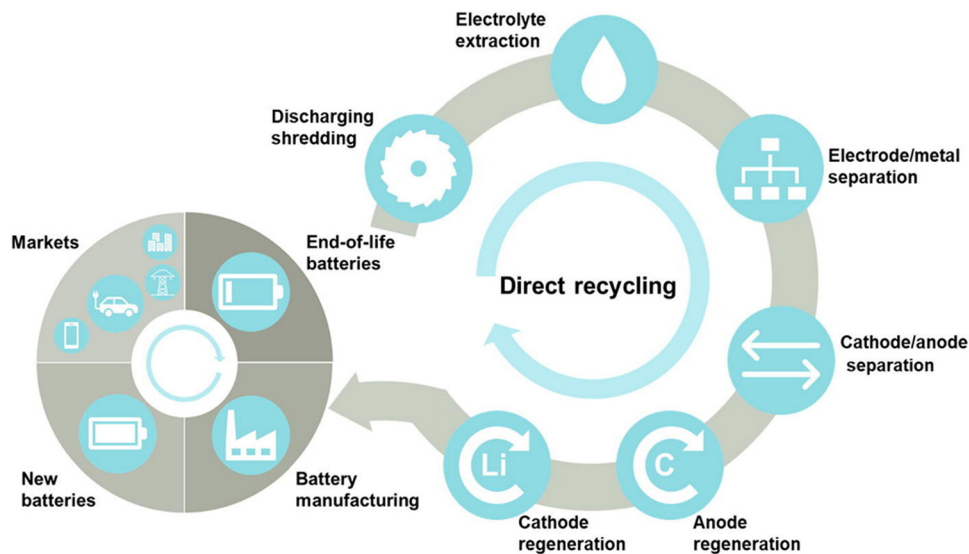 Electrolyte
extraction
Discharging
shredding
Electrode/metal
separation
Markets
End-of-life
batteries
Direct recycling
Cathode/anode
separation
Li
C
New
batteries
Battery
manufacturing
Cathode
regeneration
Anode
regeneration